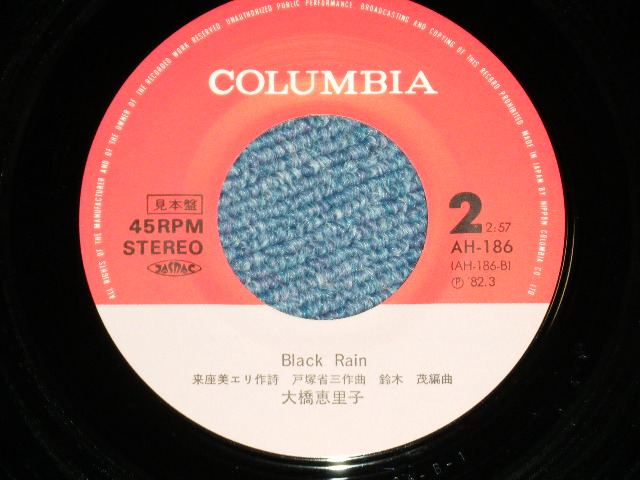 ALL RIGHTS OF THE MANUFACTURER AND OF THE OWNER OF THE RECORDED WORK RESERVED. UNAUTHORIZED PUBLIC PERFORMANCE. BROADCASTING AND COPYING OF THIS RECORD PROHIBITED. MADE IN JAPAN BY NIPPON COLUMBIA CO. LTD.
COLUMBIA
見本盤
45RPM
STEREO
JASRAC
2 2:57
AH-186
(AH-186-B)
Ⓟ '82.3
Black Rain
来座美エリ作詩 戸塚省三作曲 鈴木 茂編曲
大橋恵里子